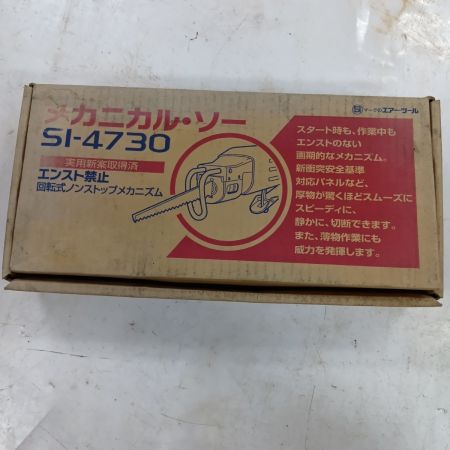 SI マークの エアーツール
メカニカル・ソー
SI-4730
実用新案取得済
エンスト禁止
回転式ノンストップメカニズム
スタート時も、作業中も
エンストのない
画期的なメカニズム。
新衝突安全基準
対応パネルなど、
厚物が驚くほどスムーズに
スピーディに、
静かに、切断できます。
また、薄物作業にも
威力を発揮します。